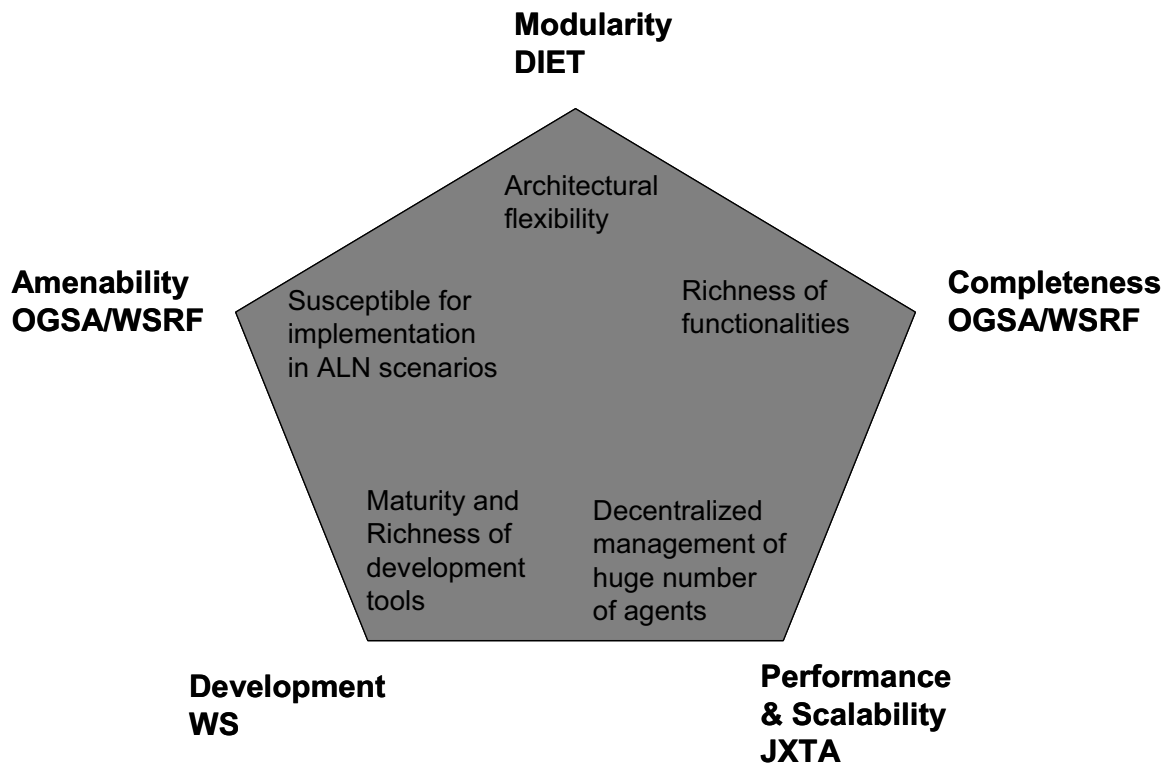 Modularity
DIET
Architectural
flexibility
Amenability
OGSA/WSRF
Susceptible for
implementation
in ALN scenarios
Richness of
functionalities
Completeness
OGSA/WSRF
Maturity and
Richness of
development
tools
Decentralized
management of
huge number
of agents
Development
WS
Performance
& Scalability
JXTA